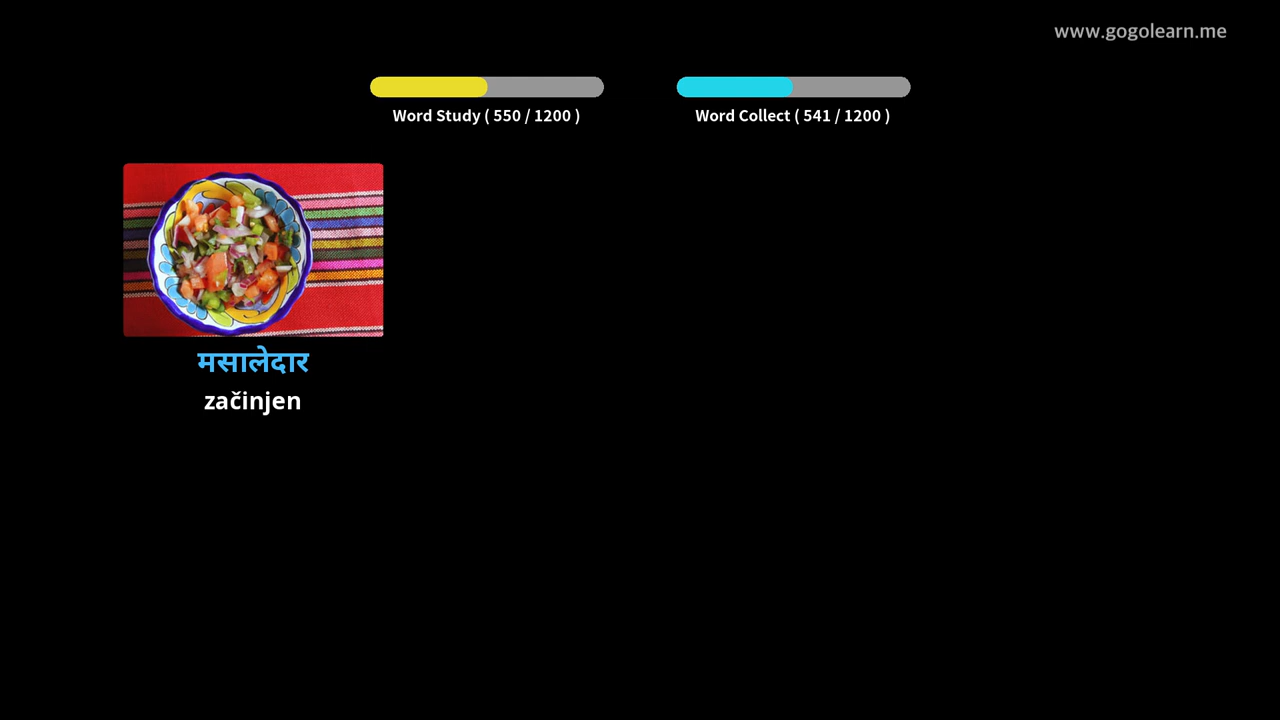 www.gogolearn.me
Word Study ( 550 / 1200 )
Word Collect ( 541 / 1200 )
मसालेदार
začinjen